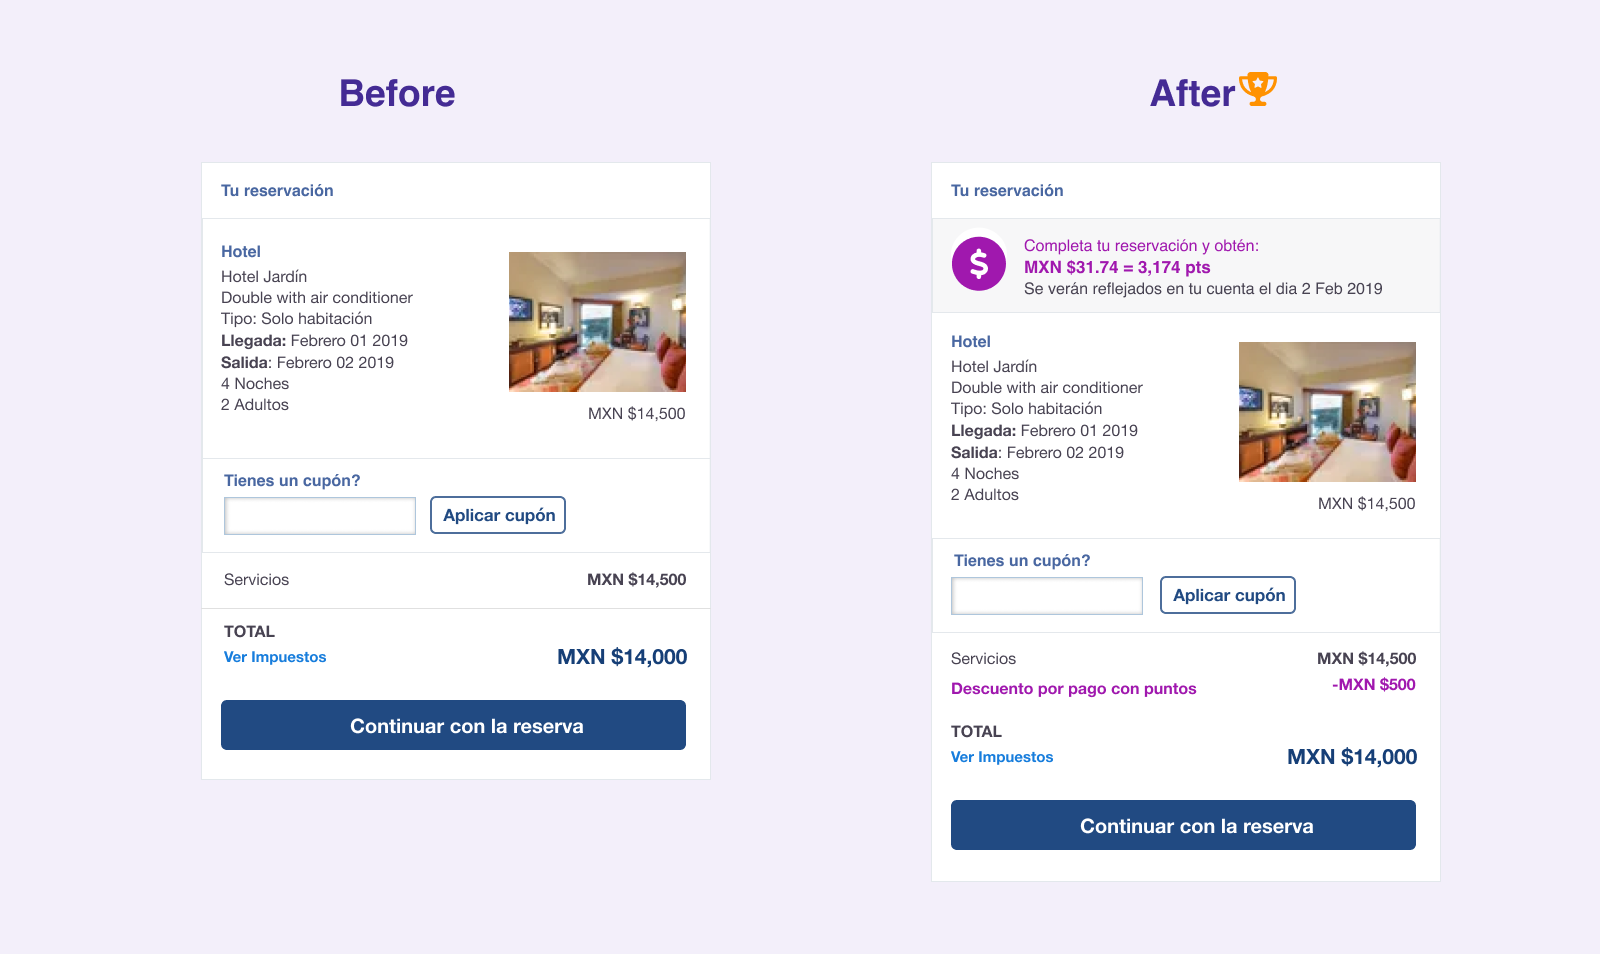 Before
Tu reservación
Hotel
Hotel Jardín
Double with air conditioner
Tipo: Solo habitación
Llegada: Febrero 01 2019
Salida: Febrero 02 2019
4 Noches
2 Adultos
MXN $14,500
Tienes un cupón?
Aplicar cupón
Servicios MXN $14,500
TOTAL
Ver Impuestos MXN $14,000
Continuar con la reserva
After
Tu reservación
$
Completa tu reservación y obtén:
MXN $31.74 = 3,174 pts
Se verán reflejados en tu cuenta el dia 2 Feb 2019
Hotel
Hotel Jardín
Double with air conditioner
Tipo: Solo habitación
Llegada: Febrero 01 2019
Salida: Febrero 02 2019
4 Noches
2 Adultos
MXN $14,500
Tienes un cupón?
Aplicar cupón
Servicios MXN $14,500
Descuento por pago con puntos -MXN $500
TOTAL
Ver Impuestos MXN $14,000
Continuar con la reserva